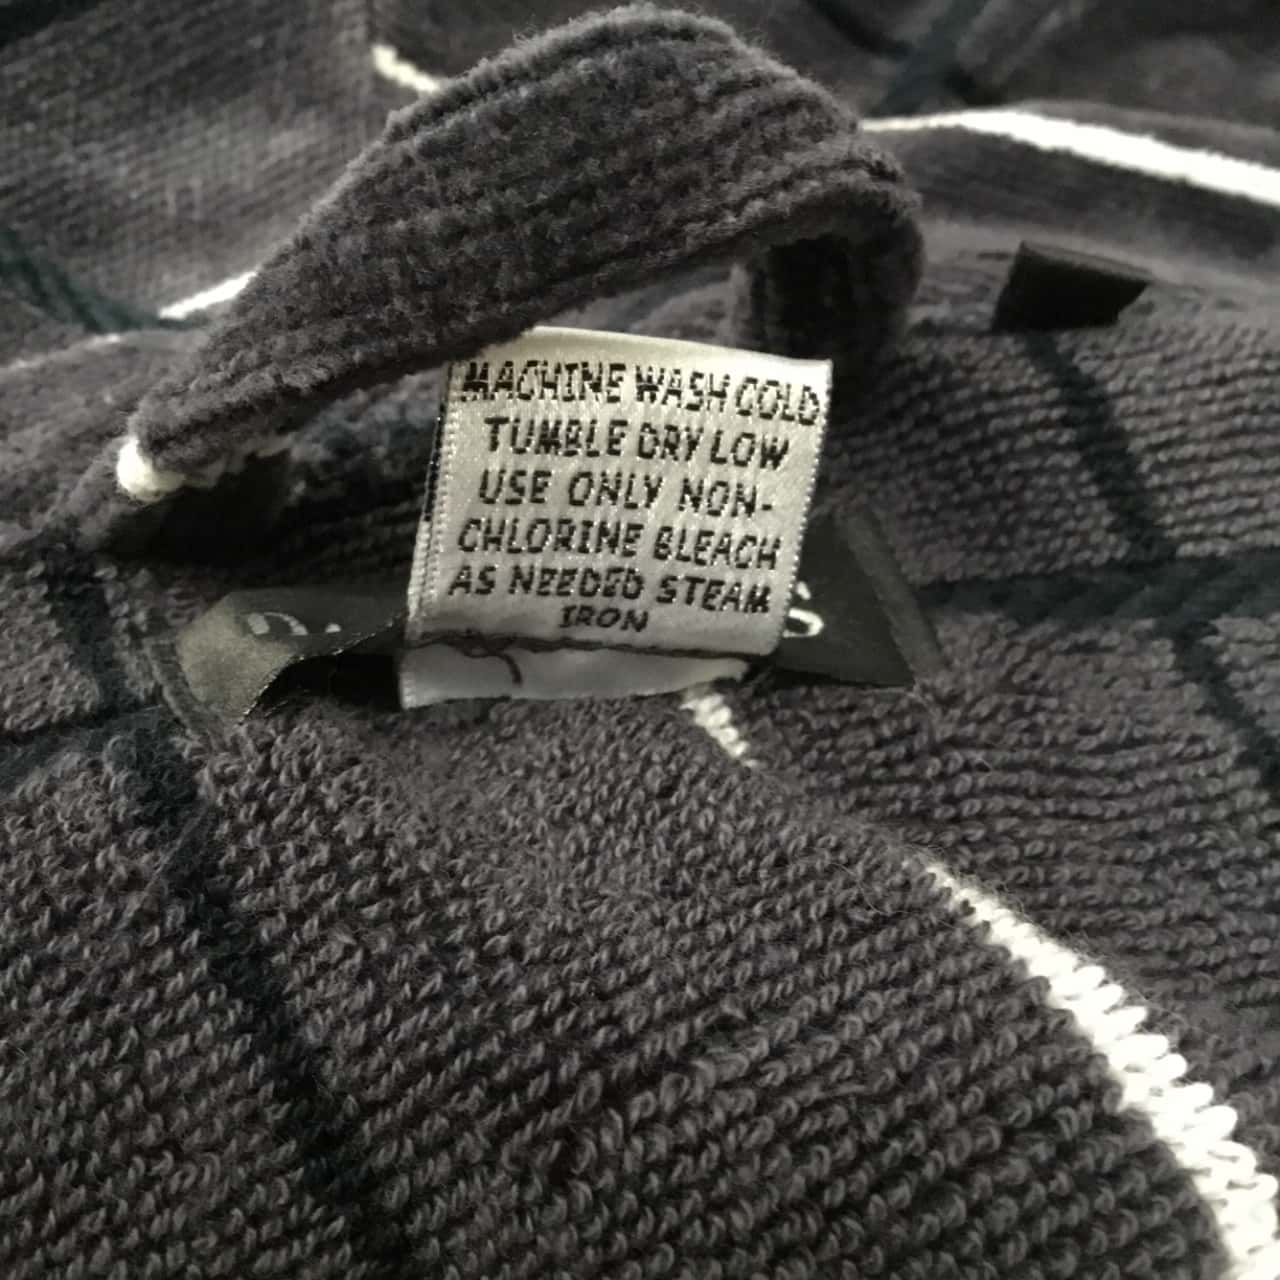 MACHINE WASH COLD
TUMBLE DRY LOW
USE ONLY NON-
CHLORINE BLEACH
AS NEEDED STEAM
IRON